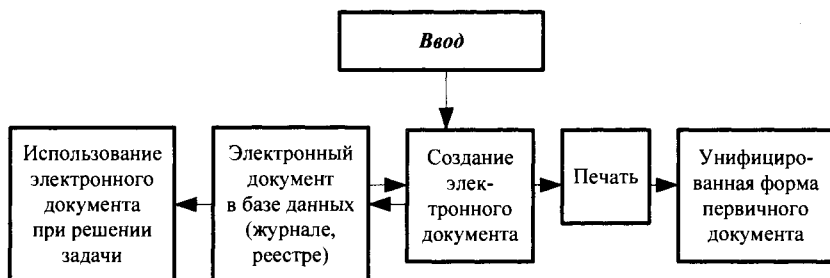 Ввод
Использование
электронного
документа
при решении
задачи
Электронный
документ
в базе данных
(журнале,
реестре)
Создание
элек-
тронного
документа
Печать
Унифициро-
ванная форма
первичного
документа